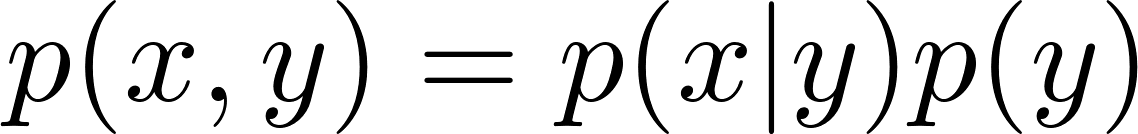 p(x, y) = p(x|y)p(y)